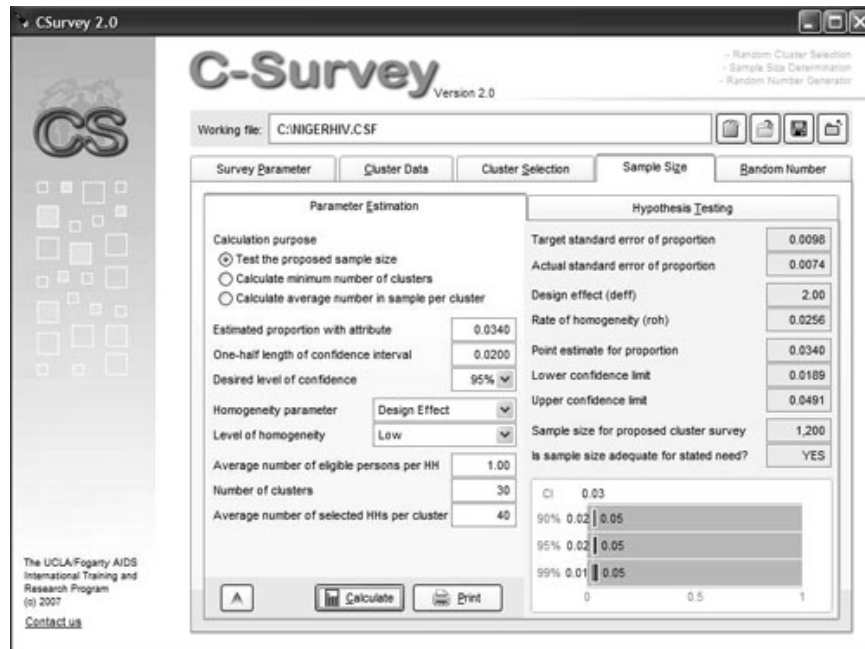 CSurvey 2.0
C-Survey
Version 2.0
- Random Cluster Selection
- Sample Size Determination
- Random Number Generator
CS
Working file: C:\NIGERHIV.CSF
Survey Parameter Cluster Data Cluster Selection Sample Size Random Number
Parameter Estimation Hypothesis Testing
Calculation purpose
Test the proposed sample size
Calculate minimum number of clusters
Calculate average number in sample per cluster
Estimated proportion with attribute 0.0340
One-half length of confidence interval 0.0200
Desired level of confidence 95%
Homogeneity parameter Design Effect
Level of homogeneity Low
Average number of eligible persons per HH 1.00
Number of clusters 30
Average number of selected HHs per cluster 40
Calculate Print
Target standard error of proportion 0.0098
Actual standard error of proportion 0.0074
Design effect (deff) 2.00
Rate of homogeneity (roh) 0.0256
Point estimate for proportion 0.0340
Lower confidence limit 0.0189
Upper confidence limit 0.0491
Sample size for proposed cluster survey 1,200
Is sample size adequate for stated need? YES
CI 0.03
90% 0.02 0.05
95% 0.02 0.05
99% 0.01 0.05
0 0.5 1
The UCLA/Fogarty AIDS
International Training and
Research Program
(c) 2007
Contact us